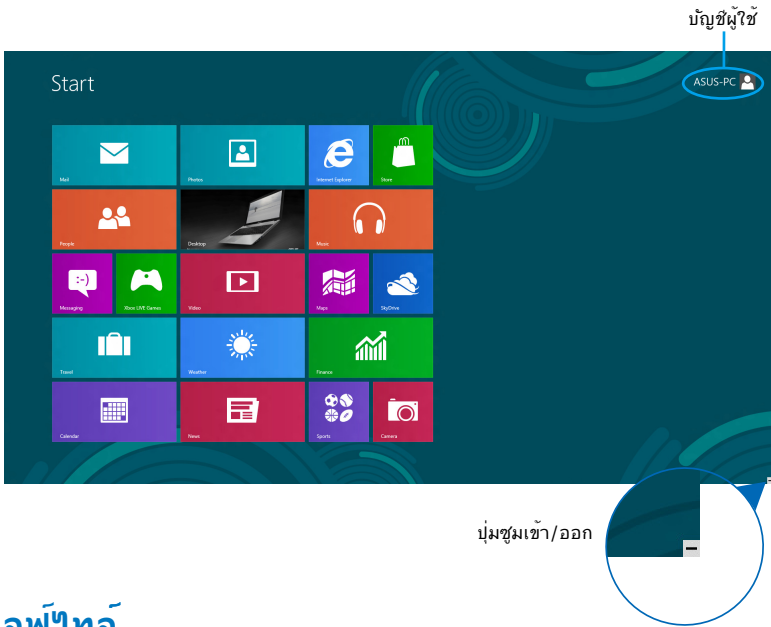 บัญชีผู้ใช้
Start
ASUS-PC
Mail
Photos
Internet Explorer
Store
People
Desktop
Music
Messaging
Xbox LIVE Games
Video
Maps
SkyDrive
Travel
Weather
Finance
Calendar
News
Sports
Camera
ปุ่มซูมเข้า/ออก